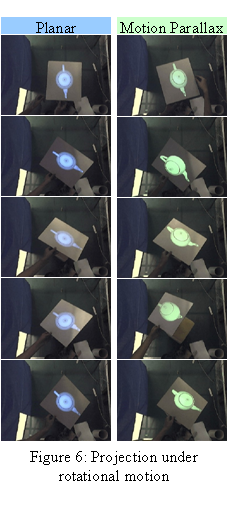 Planar
Motion Parallax
Figure 6: Projection under
rotational motion